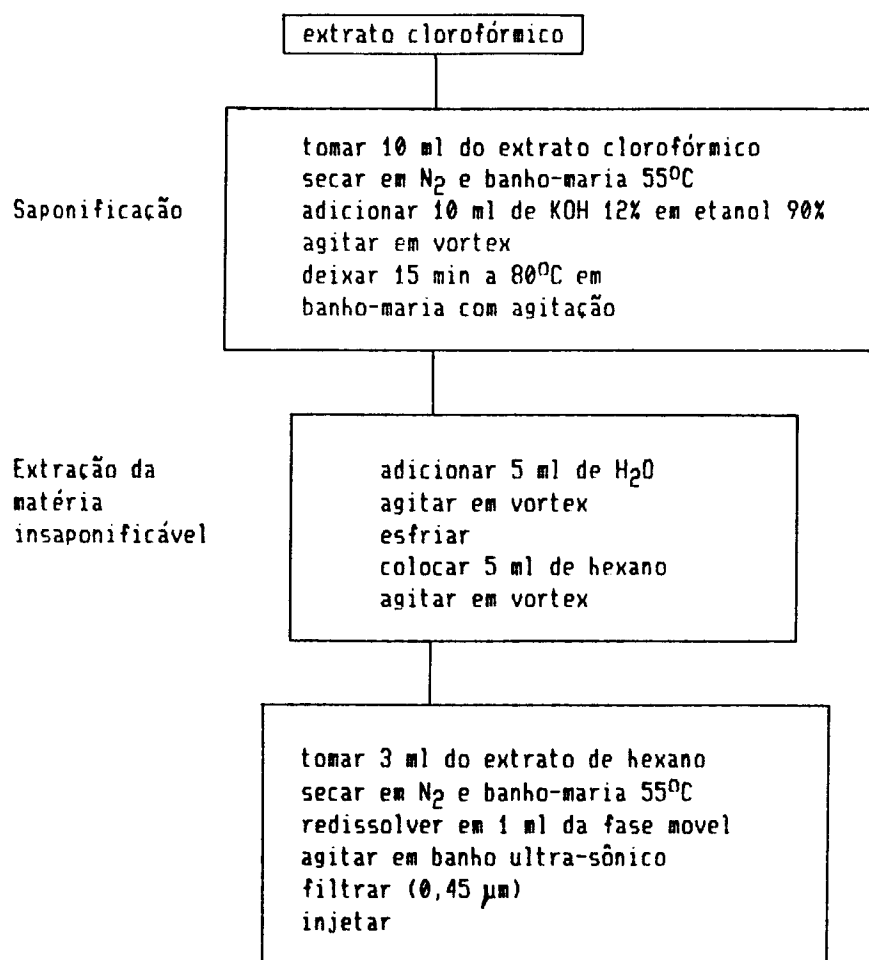 extrato clorofórmico
Saponificação
tomar 10 ml do extrato clorofórmico
secar em N2 e banho-maria 55ºC
adicionar 10 ml de KOH 12% em etanol 90%
agitar em vortex
deixar 15 min a 80ºC em
banho-maria com agitação
Extração da
matéria
insaponificável
adicionar 5 ml de H2O
agitar em vortex
esfriar
colocar 5 ml de hexano
agitar em vortex
tomar 3 ml do extrato de hexano
secar em N2 e banho-maria 55ºC
redissolver em 1 ml da fase movel
agitar em banho ultra-sônico
filtrar (0,45 µm)
injetar